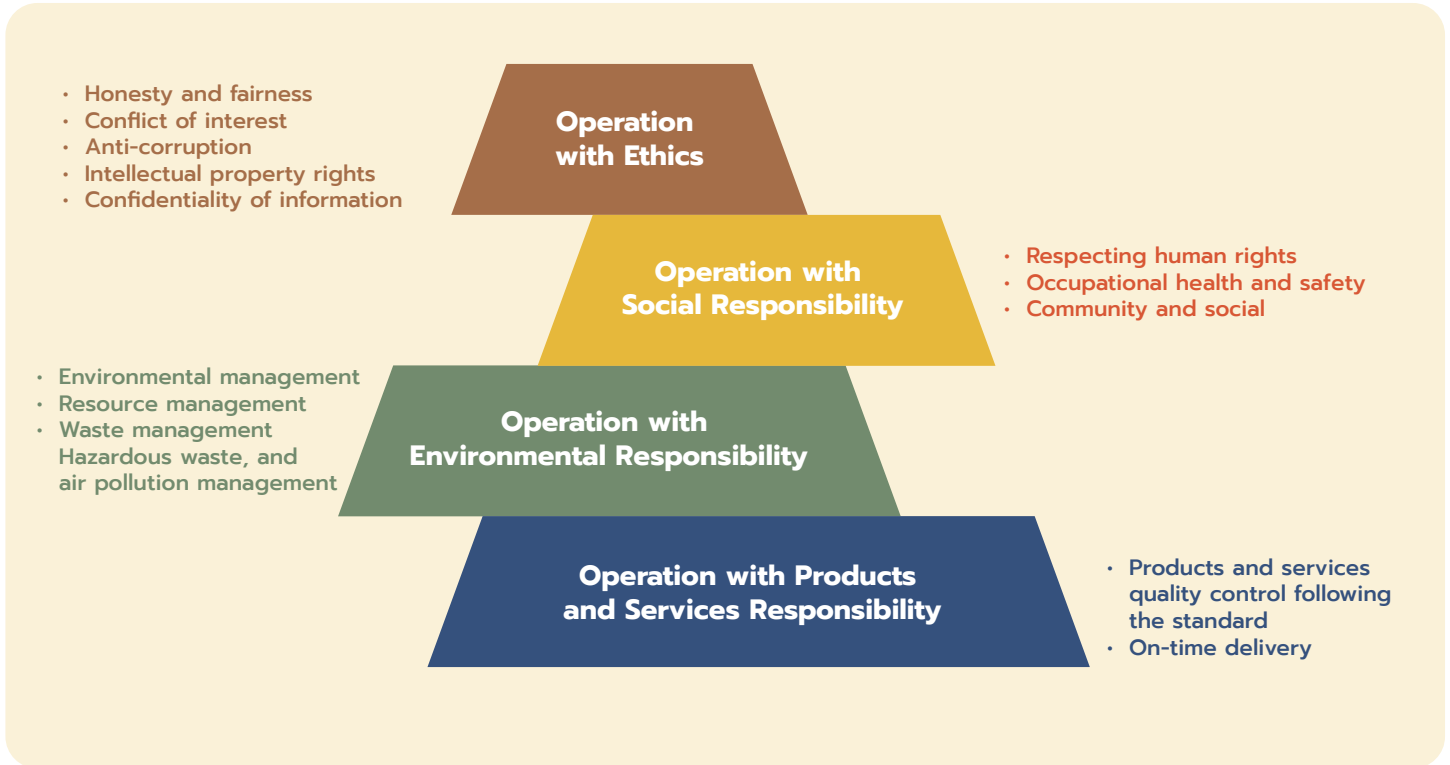 • Honesty and fairness
• Conflict of interest
• Anti-corruption
• Intellectual property rights
• Confidentiality of information
Operation
with Ethics
Operation with
Social Responsibility
• Respecting human rights
• Occupational health and safety
• Community and social
• Environmental management
• Resource management
• Waste management
Hazardous waste, and
air pollution management
Operation with
Environmental Responsibility
Operation with Products
and Services Responsibility
• Products and services
quality control following
the standard
• On-time delivery